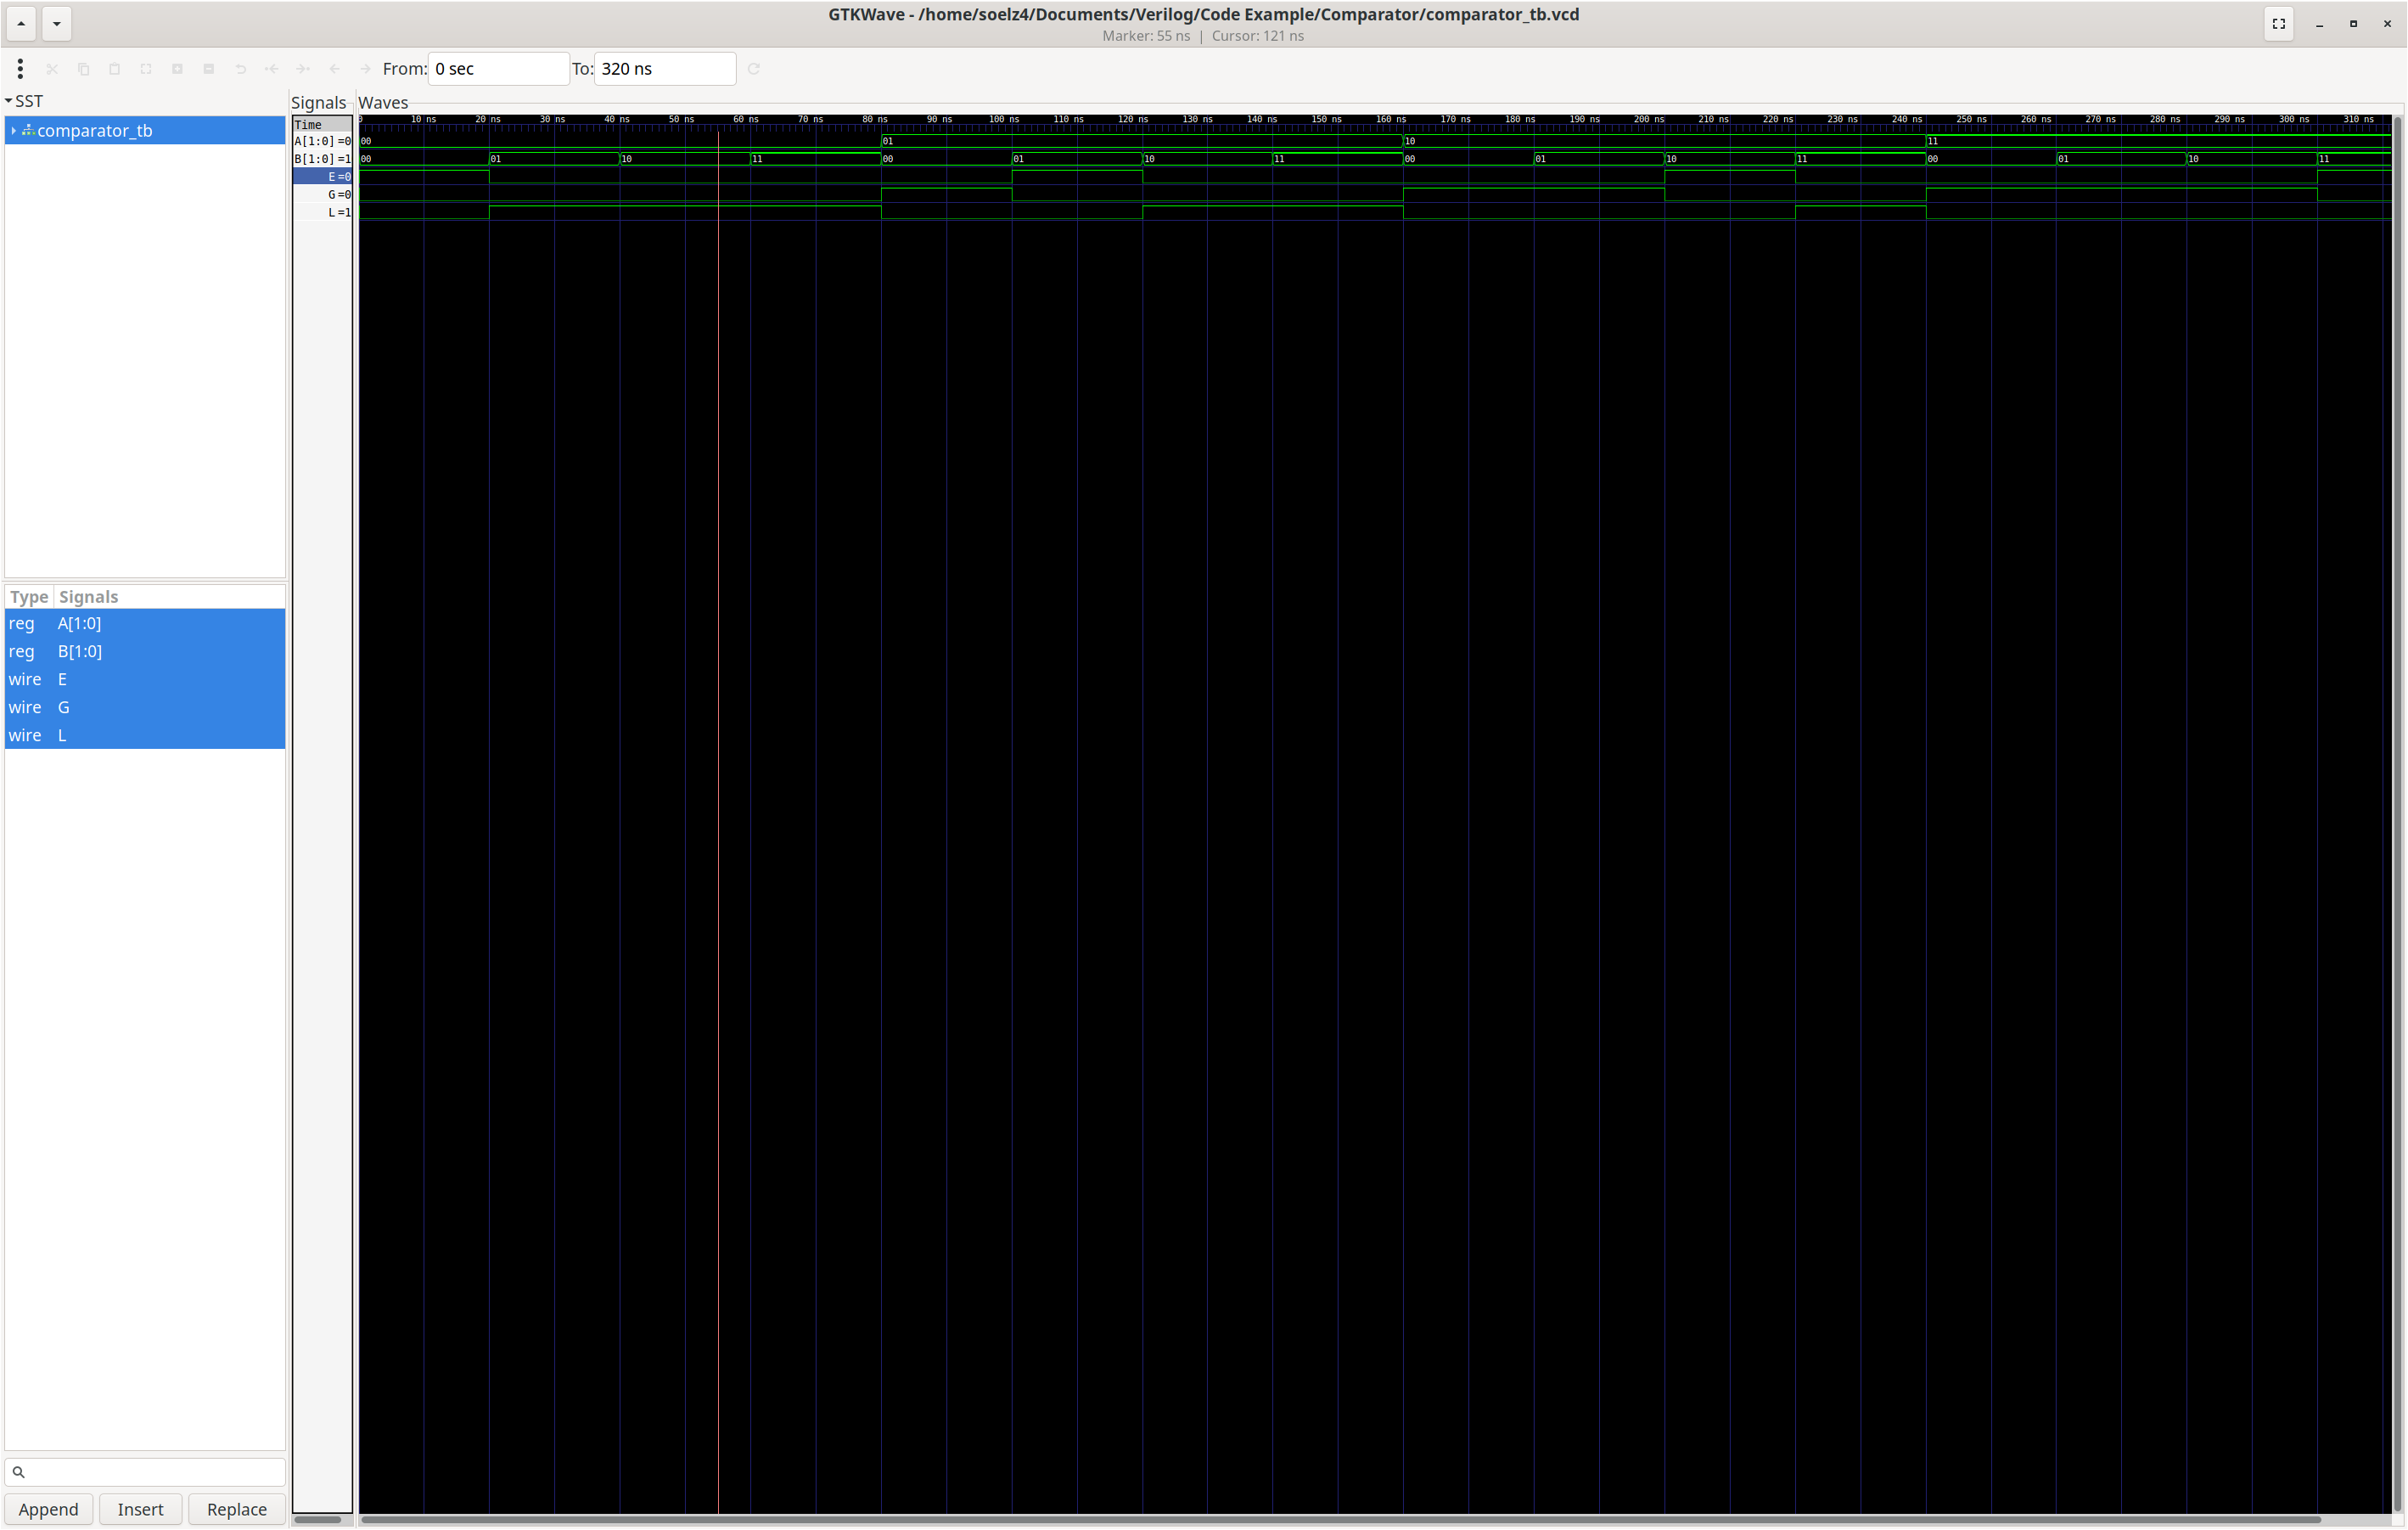 GTKWave - /home/soelz4/Documents/Verilog/Code Example/Comparator/comparator_tb.vcd
Marker: 55 ns | Cursor: 121 ns
From: 0 sec To: 320 ns
SST
comparator_tb
Type Signals
reg A[1:0]
reg B[1:0]
wire E
wire G
wire L
Append Insert Replace
Signals
Time
A[1:0] =0
B[1:0] =1
E =0
G =0
L =1
Waves
0 10 ns 20 ns 30 ns 40 ns 50 ns 60 ns 70 ns 80 ns 90 ns 100 ns 110 ns 120 ns 130 ns 140 ns 150 ns 160 ns 170 ns 180 ns 190 ns 200 ns 210 ns 220 ns 230 ns 240 ns 250 ns 260 ns 270 ns 280 ns 290 ns 300 ns 310 ns
00 01 10 11
00 01 10 11 00 01 10 11 00 01 10 11 00 01 10 11